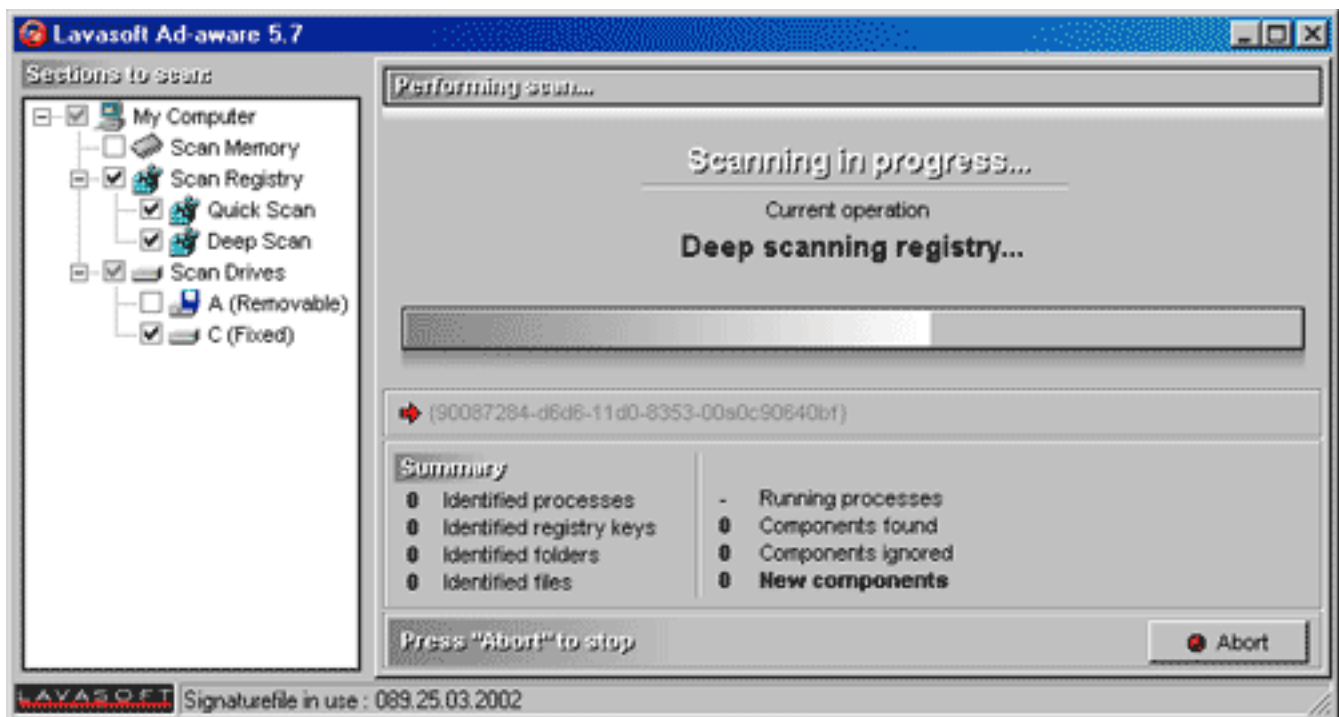 Lavasoft Ad-aware 5.7
Sections to scan:
My Computer
Scan Memory
Scan Registry
Quick Scan
Deep Scan
Scan Drives
A (Removable)
C (Fixed)
Performing scan...
Scanning in progress...
Current operation
Deep scanning registry...
{90087284-d6d6-11d0-8353-00a0c90640bf}
Summary
0 Identified processes
0 Identified registry keys
0 Identified folders
0 Identified files
- Running processes
0 Components found
0 Components ignored
0 New components
Press "Abort" to stop
Abort
LAVASOFT Signaturefile in use : 089.25.03.2002